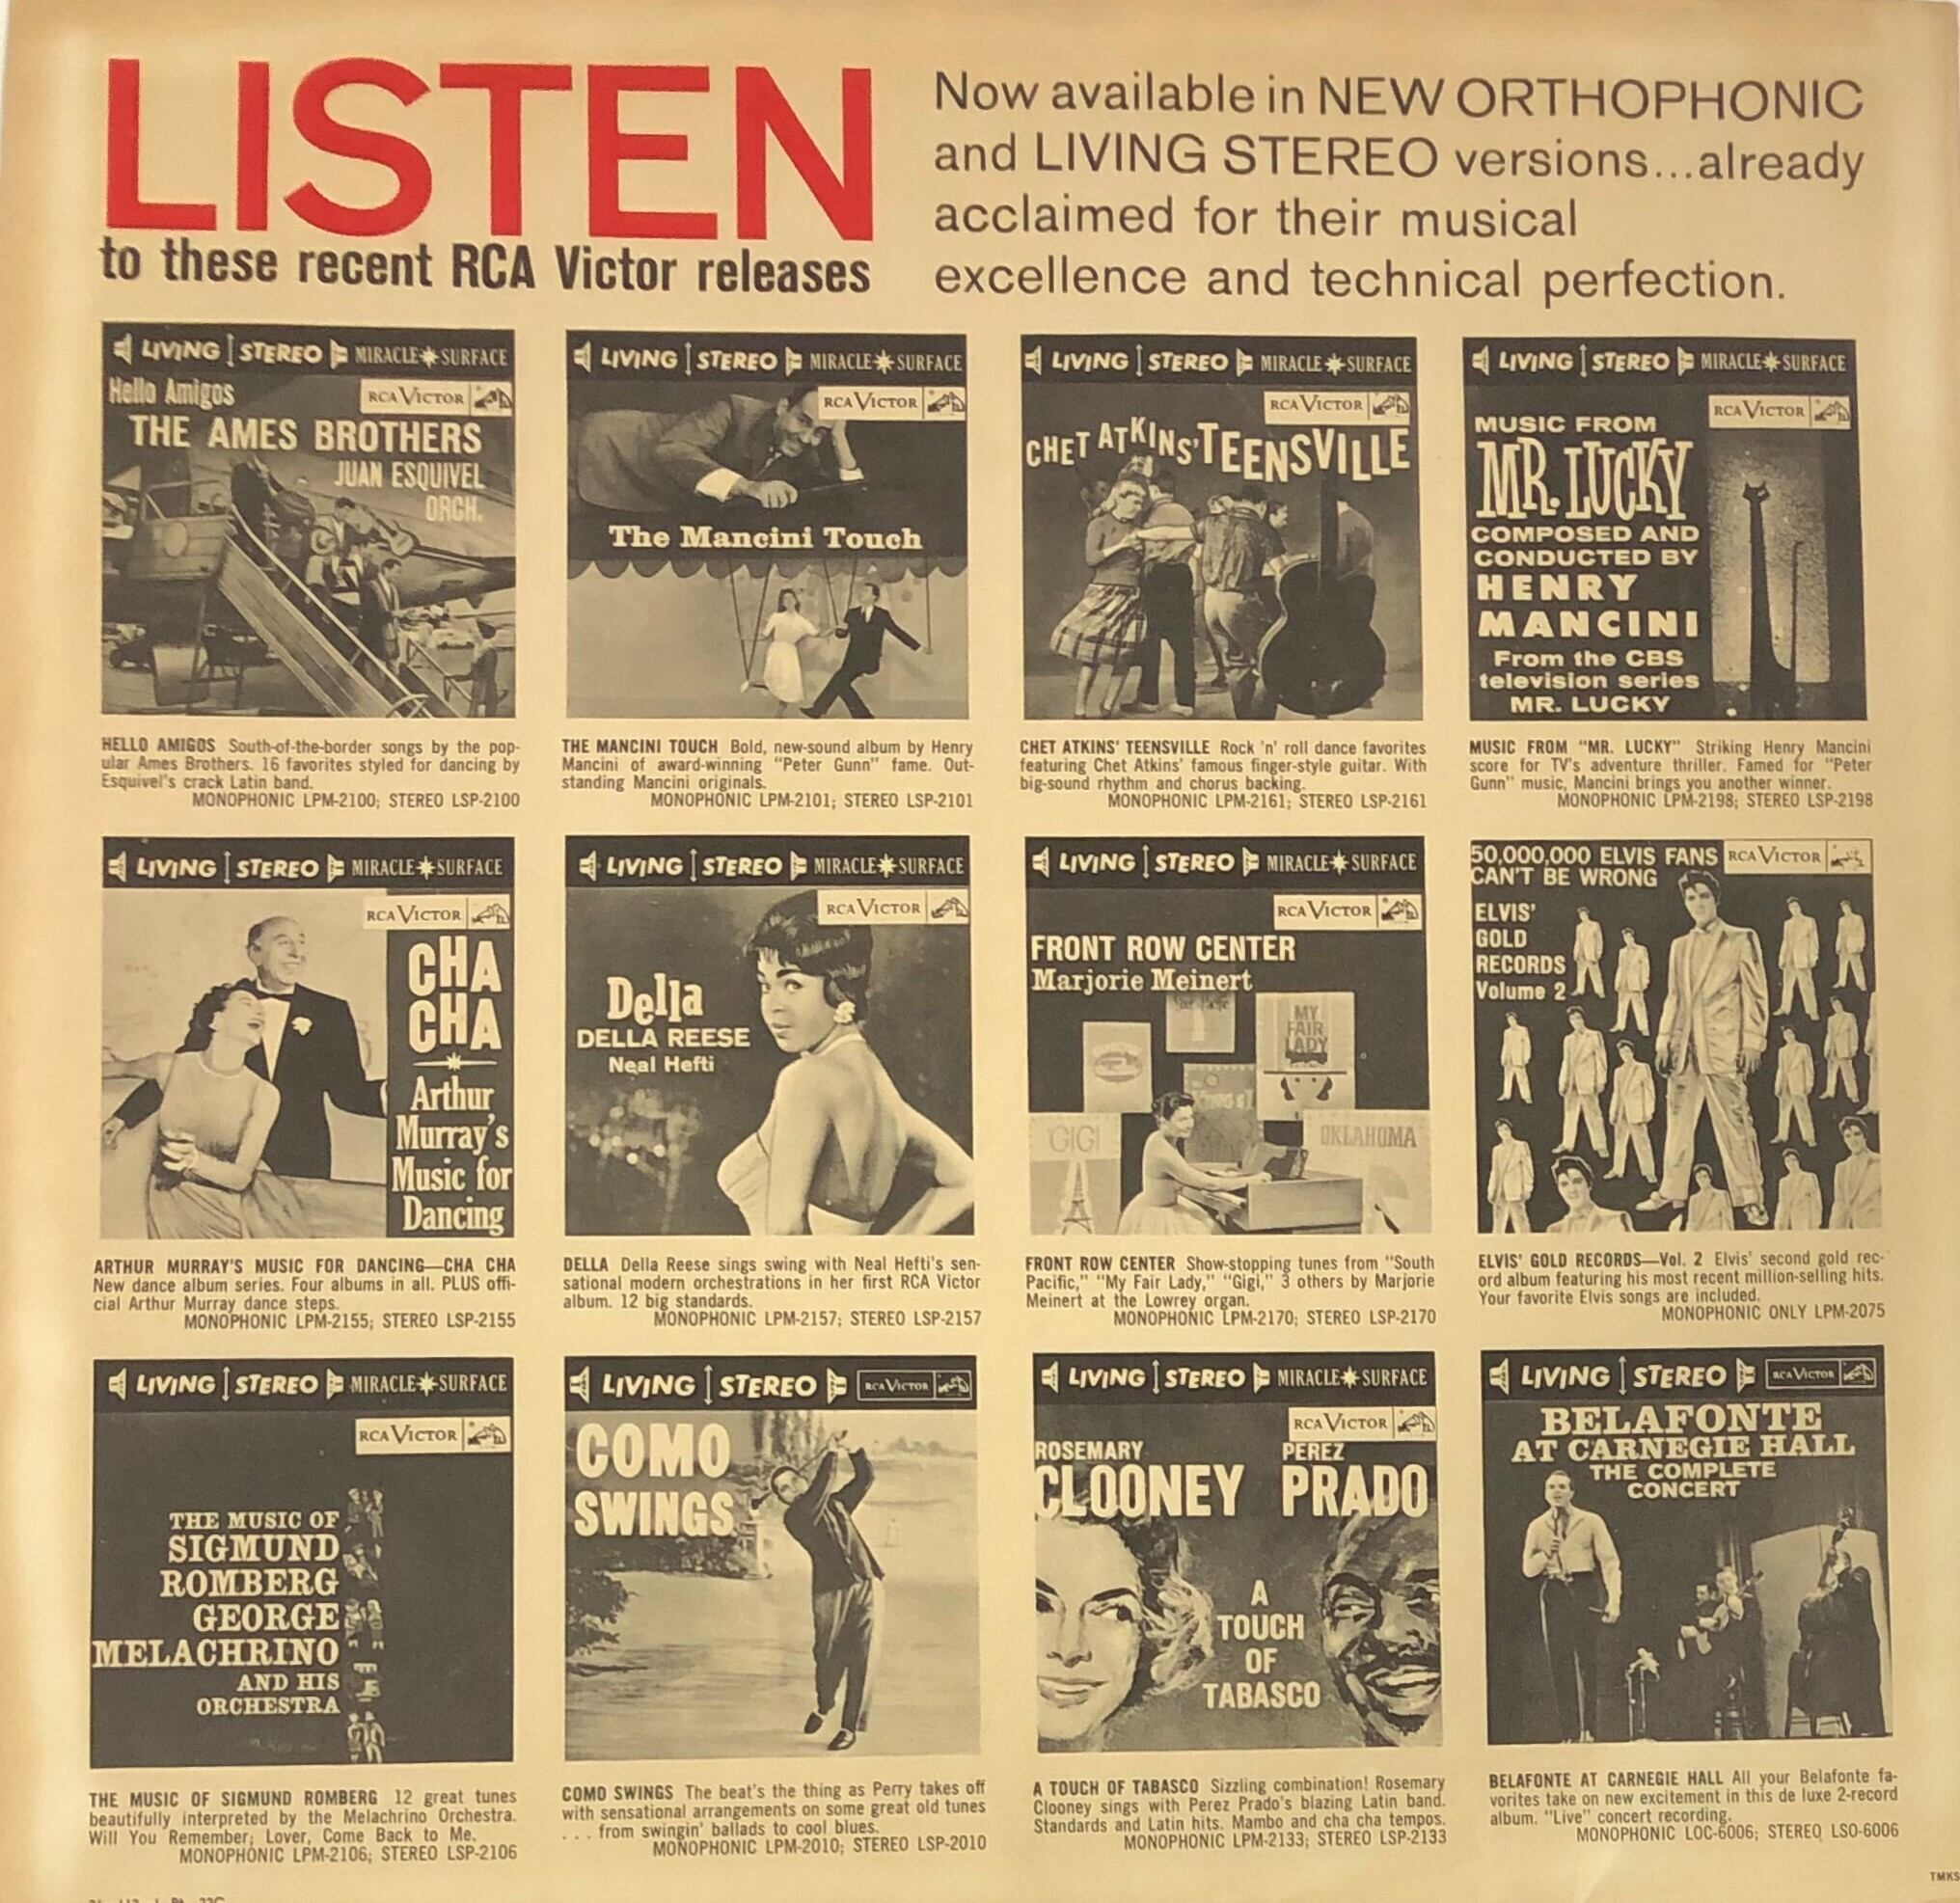 LISTEN
to these recent RCA Victor releases
Now available in NEW ORTHOPHONIC
and LIVING STEREO versions...already
acclaimed for their musical
excellence and technical perfection.
LIVING STEREO MIRACLE SURFACE
RCA VICTOR
Hello Amigos
THE AMES BROTHERS
JUAN ESQUIVEL
ORCH.
HELLO AMIGOS South-of-the-border songs by the pop-
ular Ames Brothers. 16 favorites styled for dancing by
Esquivel's crack Latin band.
MONOPHONIC LPM-2100; STEREO LSP-2100
LIVING STEREO MIRACLE SURFACE
RCA VICTOR
The Mancini Touch
THE MANCINI TOUCH Bold, new-sound album by Henry
Mancini of award-winning "Peter Gunn" fame. Out-
standing Mancini originals.
MONOPHONIC LPM-2101; STEREO LSP-2101
LIVING STEREO MIRACLE SURFACE
RCA VICTOR
CHET ATKINS' TEENSVILLE
CHET ATKINS' TEENSVILLE Rock 'n' roll dance favorites
featuring Chet Atkins' famous finger-style guitar. With
big-sound rhythm and chorus backing.
MONOPHONIC LPM-2161; STEREO LSP-2161
LIVING STEREO MIRACLE SURFACE
RCA VICTOR
MUSIC FROM
MR. LUCKY
COMPOSED AND
CONDUCTED BY
HENRY
MANCINI
From the CBS
television series
MR. LUCKY
MUSIC FROM "MR. LUCKY" Striking Henry Mancini
score for TV's adventure thriller. Famed for "Peter
Gunn" music, Mancini brings you another winner.
MONOPHONIC LPM-2198; STEREO LSP-2198
LIVING STEREO MIRACLE SURFACE
RCA VICTOR
CHA
CHA
Arthur
Murray's
Music for
Dancing
ARTHUR MURRAY'S MUSIC FOR DANCING—CHA CHA
New dance album series. Four albums in all. PLUS offi-
cial Arthur Murray dance steps.
MONOPHONIC LPM-2155; STEREO LSP-2155
LIVING STEREO MIRACLE SURFACE
RCA VICTOR
Della
DELLA REESE
Neal Hefti
DELLA Della Reese sings swing with Neal Hefti's sen-
sational modern orchestrations in her first RCA Victor
album. 12 big standards.
MONOPHONIC LPM-2157; STEREO LSP-2157
LIVING STEREO MIRACLE SURFACE
RCA VICTOR
FRONT ROW CENTER
Marjorie Meinert
MY
FAIR
LADY
GIGI
OKLAHOMA
FRONT ROW CENTER Show-stopping tunes from "South
Pacific," "My Fair Lady," "Gigi," 3 others by Marjorie
Meinert at the Lowrey organ.
MONOPHONIC LPM-2170; STEREO LSP-2170
50,000,000 ELVIS FANS
CAN'T BE WRONG
RCA VICTOR
ELVIS'
GOLD
RECORDS
Volume 2
ELVIS' GOLD RECORDS—Vol. 2 Elvis' second gold rec-
ord album featuring his most recent million-selling hits.
Your favorite Elvis songs are included.
MONOPHONIC ONLY LPM-2075
LIVING STEREO MIRACLE SURFACE
RCA VICTOR
THE MUSIC OF
SIGMUND
ROMBERG
GEORGE
MELACHRINO
AND HIS
ORCHESTRA
THE MUSIC OF SIGMUND ROMBERG 12 great tunes
beautifully interpreted by the Melachrino Orchestra.
Will You Remember; Lover, Come Back to Me.
MONOPHONIC LPM-2106; STEREO LSP-2106
LIVING STEREO RCA VICTOR
COMO
SWINGS
COMO SWINGS The beat's the thing as Perry takes off
with sensational arrangements on some great old tunes
. . . from swingin' ballads to cool blues.
MONOPHONIC LPM-2010; STEREO LSP-2010
LIVING STEREO MIRACLE SURFACE
RCA VICTOR
ROSEMARY PEREZ
CLOONEY PRADO
A
TOUCH
OF
TABASCO
A TOUCH OF TABASCO Sizzling combination! Rosemary
Clooney sings with Perez Prado's blazing Latin band.
Standards and Latin hits. Mambo and cha cha tempos.
MONOPHONIC LPM-2133; STEREO LSP-2133
LIVING STEREO RCA VICTOR
BELAFONTE
AT CARNEGIE HALL
THE COMPLETE
CONCERT
BELAFONTE AT CARNEGIE HALL All your Belafonte fa-
vorites take on new excitement in this de luxe 2-record
album. "Live" concert recording.
MONOPHONIC LOC-6006; STEREO LSO-6006